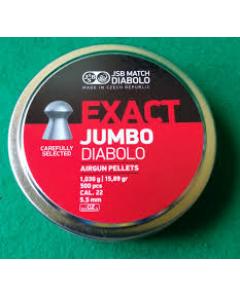 JSB MATCH
DIABOLO
MADE IN CZECH REPUBLIC
EXACT
JUMBO
DIABOLO
CAREFULLY
SELECTED
AIRGUN PELLETS
1,030 g | 15,89 gr
500 pcs
CAL. 22
5.5 mm